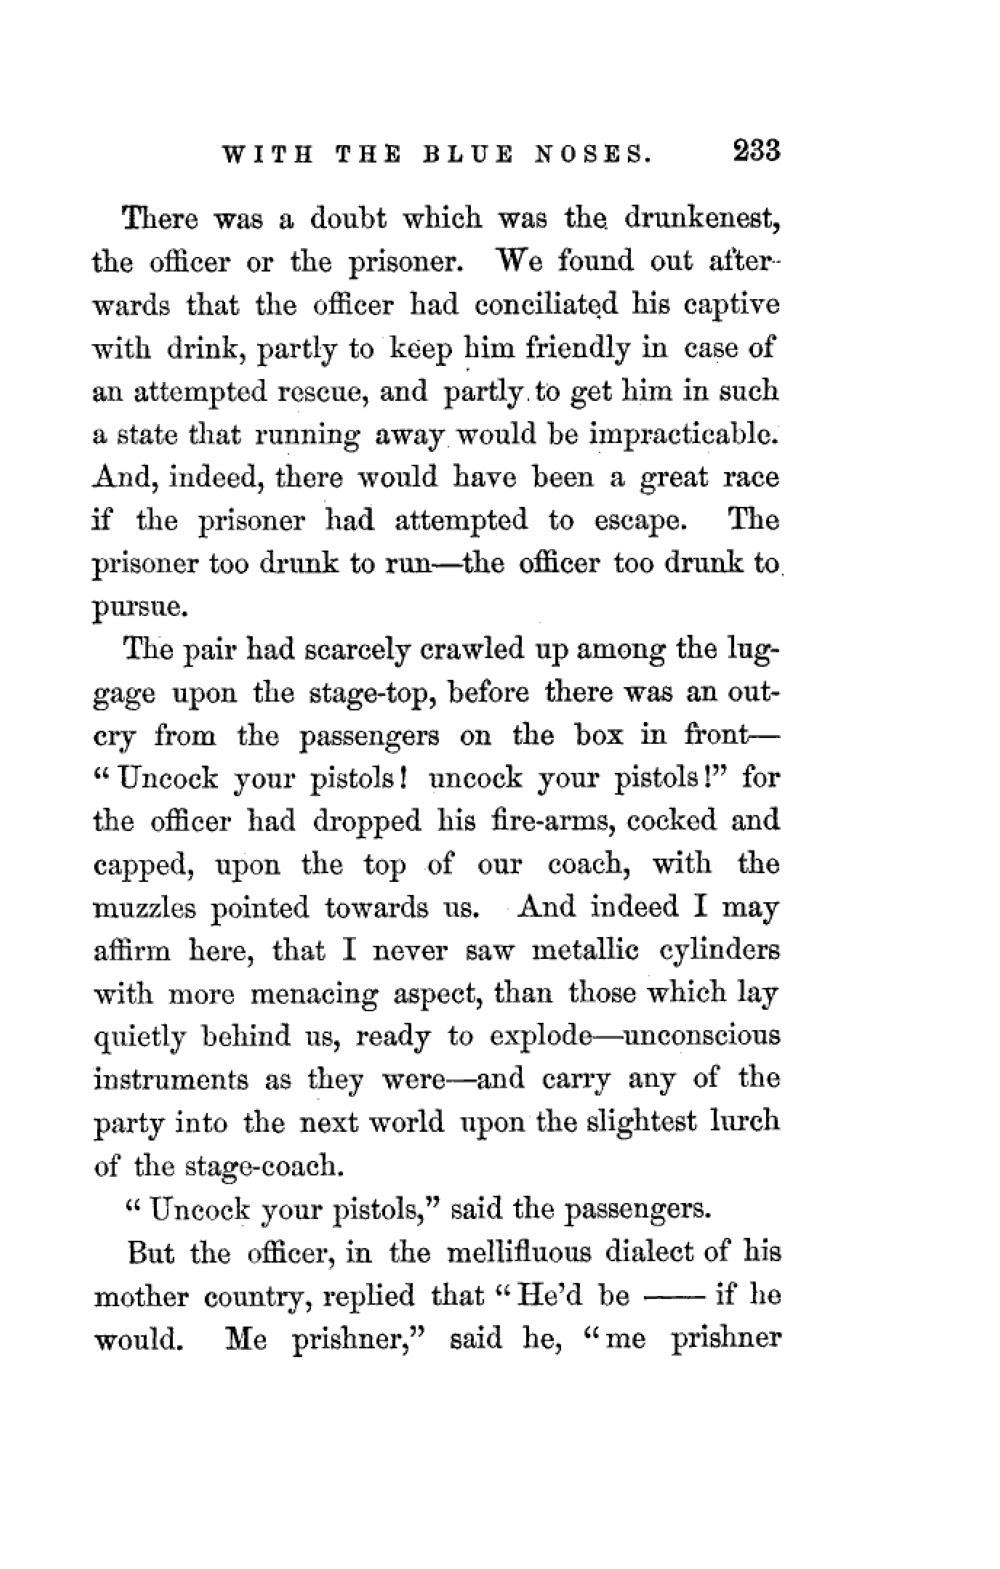 WITH THE BLUE NOSES. 233
There was a doubt which was the drunkenest,
the officer or the prisoner. We found out after-
wards that the officer had conciliated his captive
with drink, partly to keep him friendly in case of
an attempted rescue, and partly to get him in such
a state that running away would be impracticable.
And, indeed, there would have been a great race
if the prisoner had attempted to escape. The
prisoner too drunk to run—the officer too drunk to
pursue.
The pair had scarcely crawled up among the lug-
gage upon the stage-top, before there was an out-
cry from the passengers on the box in front—
“Uncock your pistols! uncock your pistols!” for
the officer had dropped his fire-arms, cocked and
capped, upon the top of our coach, with the
muzzles pointed towards us. And indeed I may
affirm here, that I never saw metallic cylinders
with more menacing aspect, than those which lay
quietly behind us, ready to explode—unconscious
instruments as they were—and carry any of the
party into the next world upon the slightest lurch
of the stage-coach.
“Uncock your pistols,” said the passengers.
But the officer, in the mellifluous dialect of his
mother country, replied that “He’d be —— if he
would. Me prishner,” said he, “me prishner